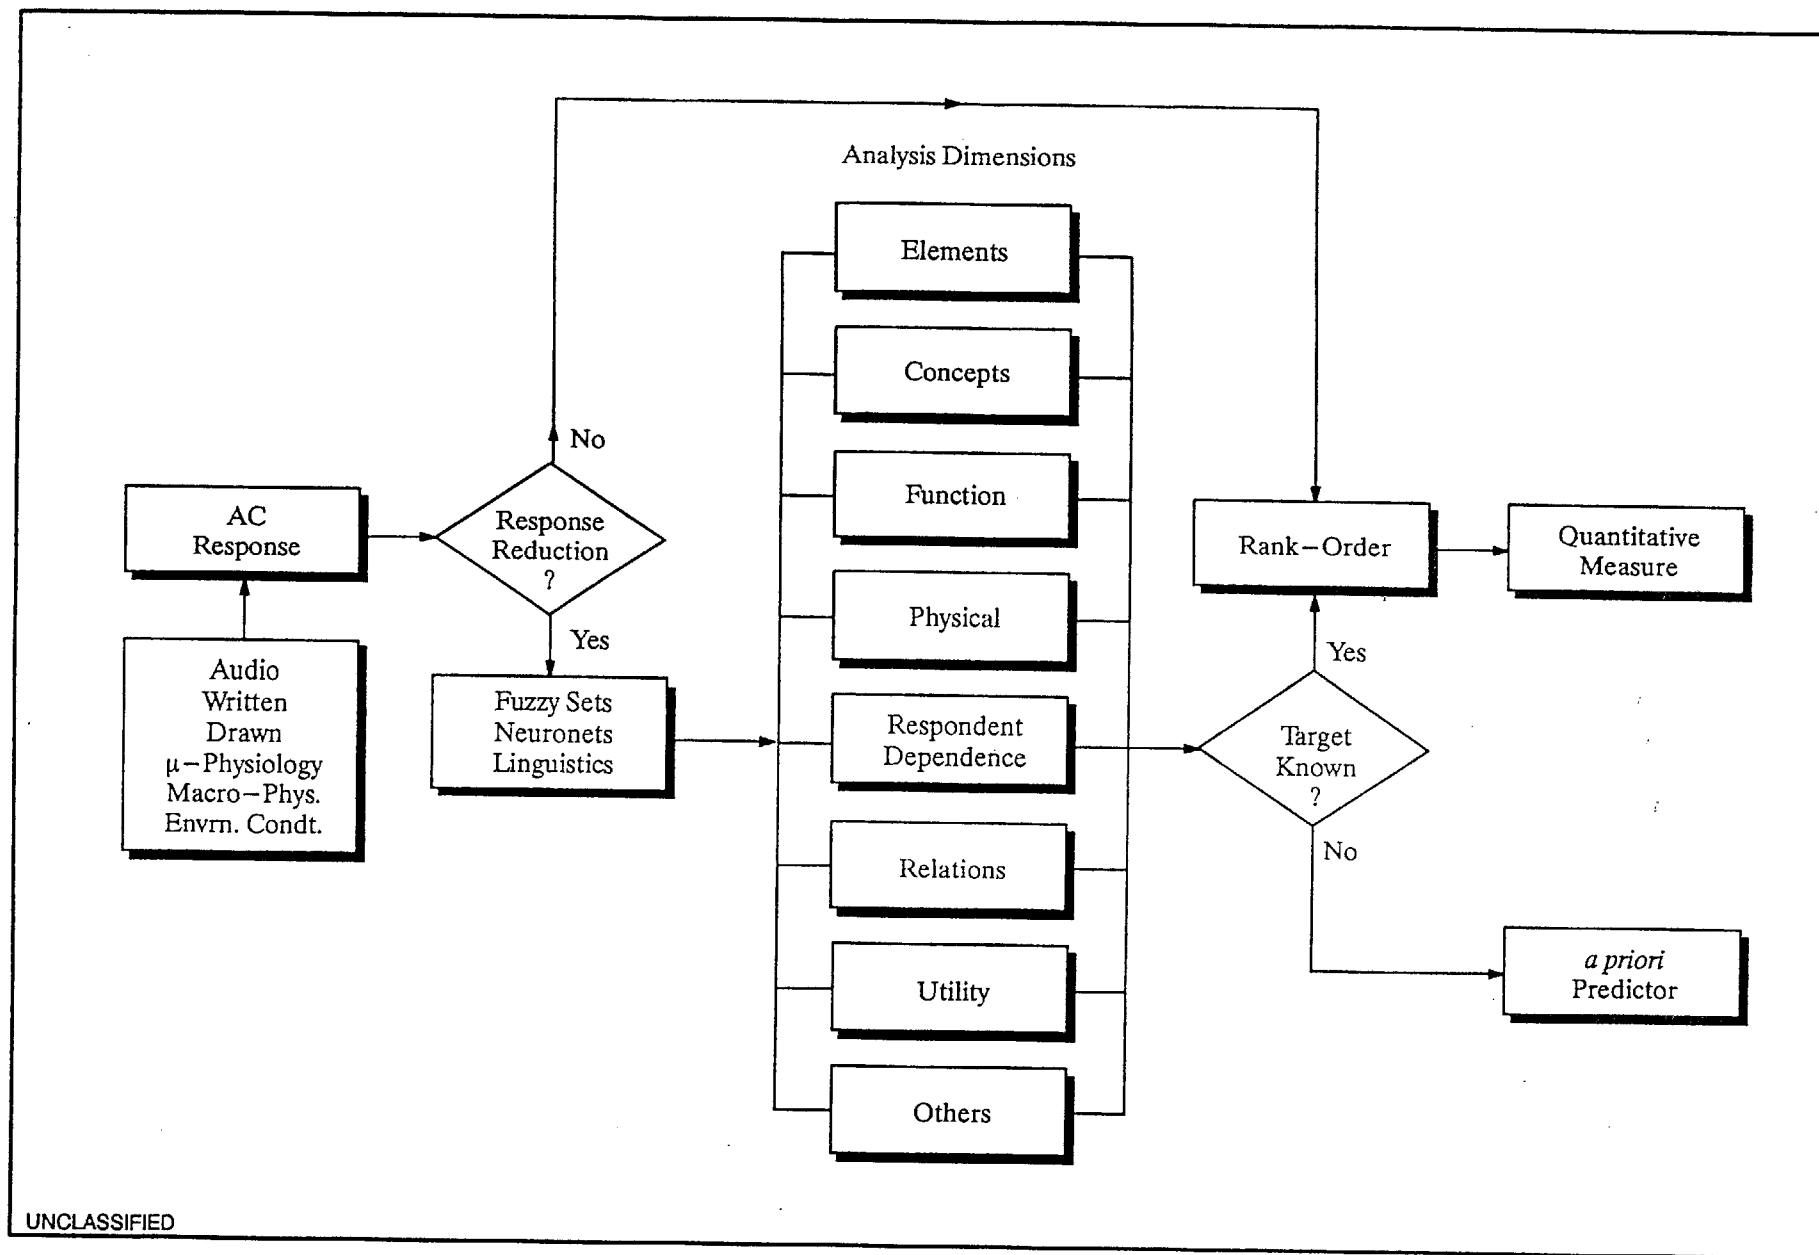 Analysis Dimensions
AC
Response
Audio
Written
Drawn
μ–Physiology
Macro–Phys.
Envrn. Condt.
Response
Reduction
?
No
Yes
Fuzzy Sets
Neuronets
Linguistics
Elements
Concepts
Function
Physical
Respondent
Dependence
Relations
Utility
Others
Target
Known
?
Yes
No
Rank–Order
Quantitative
Measure
a priori
Predictor
UNCLASSIFIED